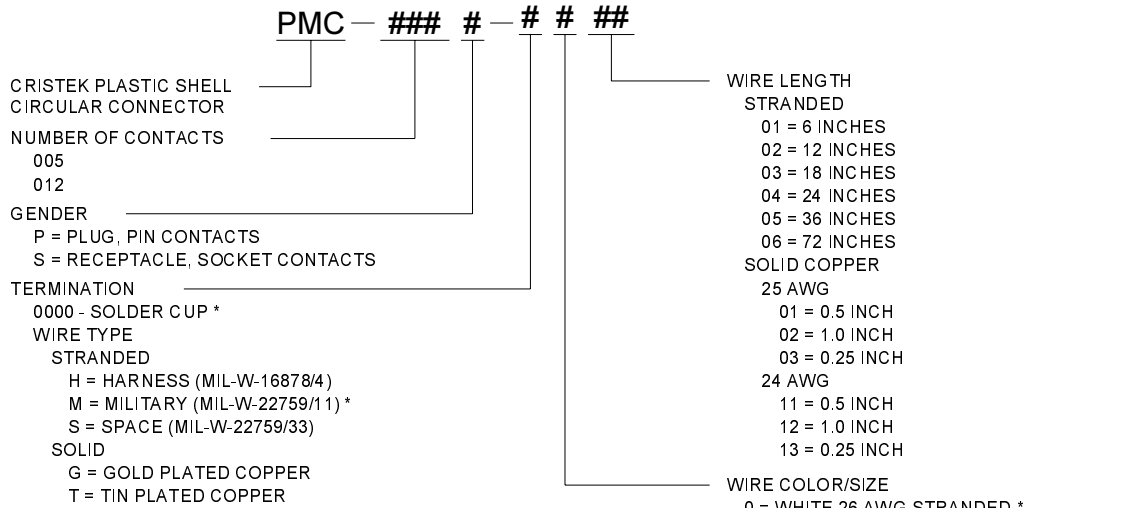 PMC — ### # — # # ##
CRISTEK PLASTIC SHELL
CIRCULAR CONNECTOR
NUMBER OF CONTACTS
005
012
GENDER
P = PLUG, PIN CONTACTS
S = RECEPTACLE, SOCKET CONTACTS
TERMINATION
0000 - SOLDER CUP *
WIRE TYPE
STRANDED
H = HARNESS (MIL-W-16878/4)
M = MILITARY (MIL-W-22759/11) *
S = SPACE (MIL-W-22759/33)
SOLID
G = GOLD PLATED COPPER
T = TIN PLATED COPPER
WIRE LENGTH
STRANDED
01 = 6 INCHES
02 = 12 INCHES
03 = 18 INCHES
04 = 24 INCHES
05 = 36 INCHES
06 = 72 INCHES
SOLID COPPER
25 AWG
01 = 0.5 INCH
02 = 1.0 INCH
03 = 0.25 INCH
24 AWG
11 = 0.5 INCH
12 = 1.0 INCH
13 = 0.25 INCH
WIRE COLOR/SIZE
0 = WHITE 26 AWG STRANDED *